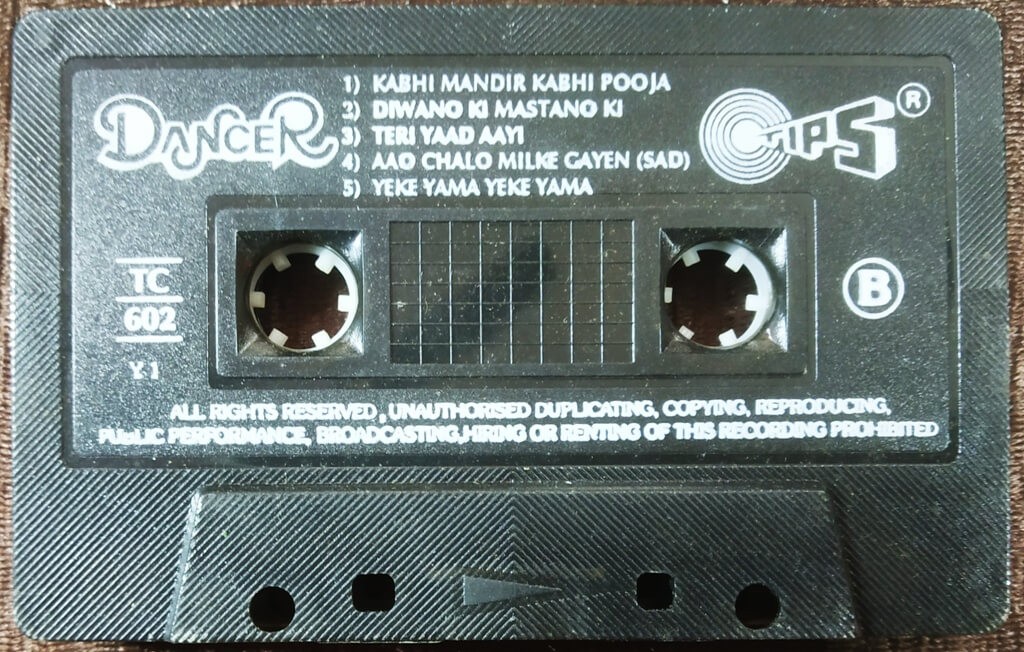 DANCER
1) KABHI MANDIR KABHI POOJA
2) DIWANO KI MASTANO KI
3) TERI YAAD AAYI
4) AAO CHALO MILKE GAYEN (SAD)
5) YEKE YAMA YEKE YAMA
TIPS ®
TC
602
Y.1
B
ALL RIGHTS RESERVED, UNAUTHORISED DUPLICATING, COPYING, REPRODUCING,
PUBLIC PERFORMANCE, BROADCASTING,HIRING OR RENTING OF THIS RECORDING PROHIBITED